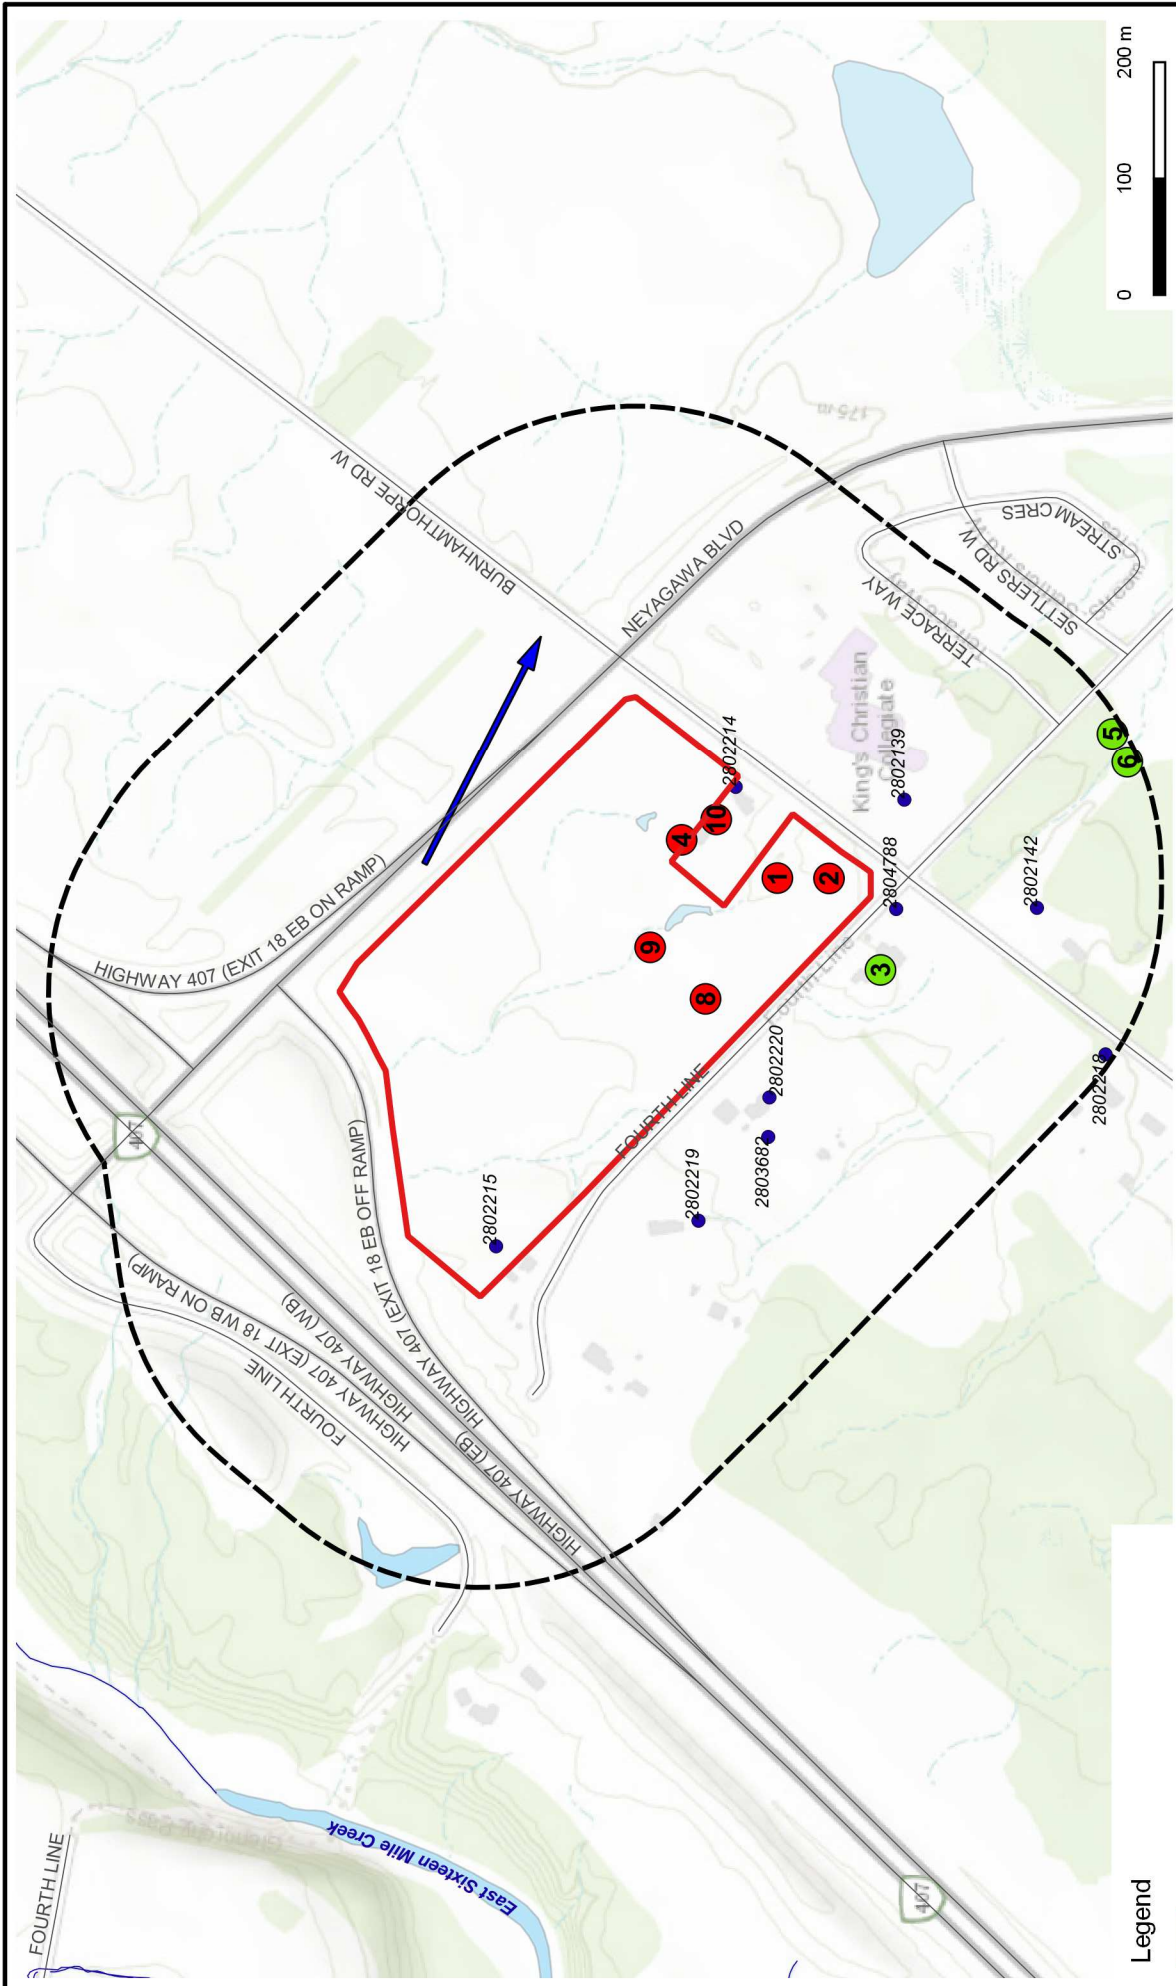 FOURTH LINE
East Sixteen Mile Creek
407
HIGHWAY 407 (EB)
HIGHWAY 407 (EXIT 18 EB OFF RAMP)
FOURTH LINE
HIGHWAY 407 (EXIT 18 WB ON RAMP)
HIGHWAY 407 (WB)
407
HIGHWAY 407 (EXIT 18 EB ON RAMP)
BURNHAMTHORPE RD W
NEYAGAWA BLVD
175 m
2802215
2802219
2803682
2802220
FOURTH LINE
Fourth Line
9
8
4
10
2802214
1
2
3
2804788
King's Christian
Collegiate
2802139
2802142
2802218
TERRACE WAY
SETTLERS RD W
STREAM CRES
5
6
0
100
200 m
Legend